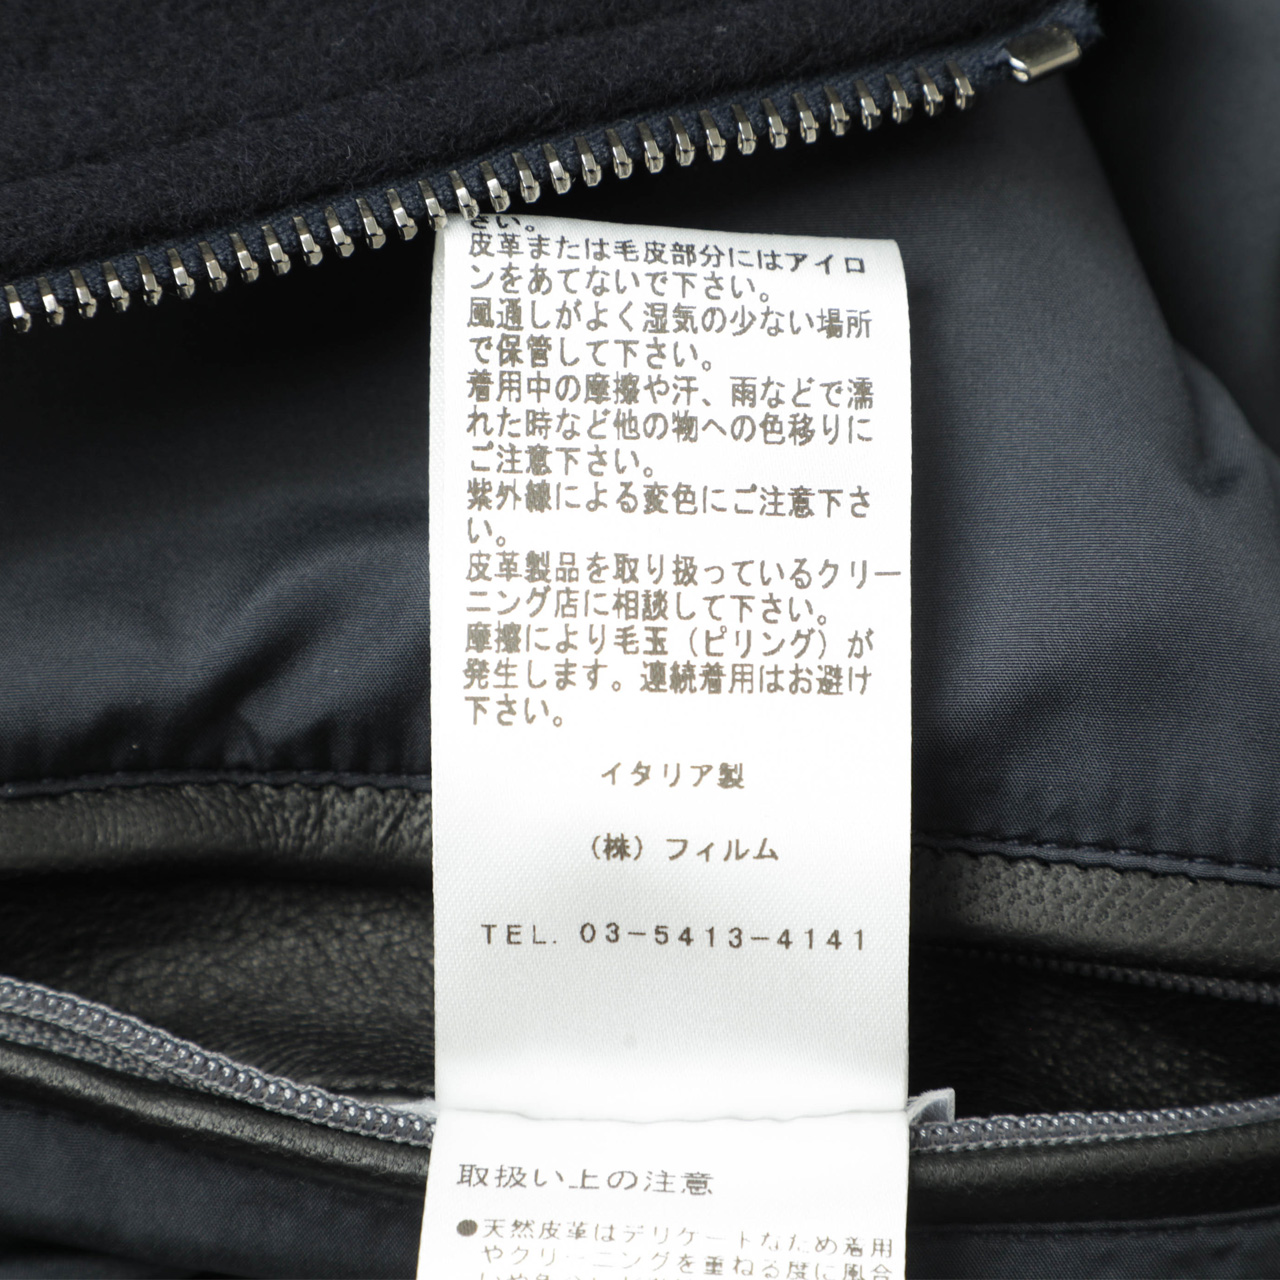 さい。
皮革または毛皮部分にはアイロ
ンをあてないで下さい。
風通しがよく湿気の少ない場所
で保管して下さい。
着用中の摩擦や汗、雨などで濡
れた時など他の物への色移りに
ご注意下さい。
紫外線による変色にご注意下さ
い。
皮革製品を取り扱っているクリー
ニング店に相談して下さい。
摩擦により毛玉（ピリング）が
発生します。連続着用はお避け
下さい。
イタリア製
（株）フィルム
TEL. 03-5413-4141
取扱い上の注意
●天然皮革はデリケートなため着用
やクリーニングを重ねる度に風合